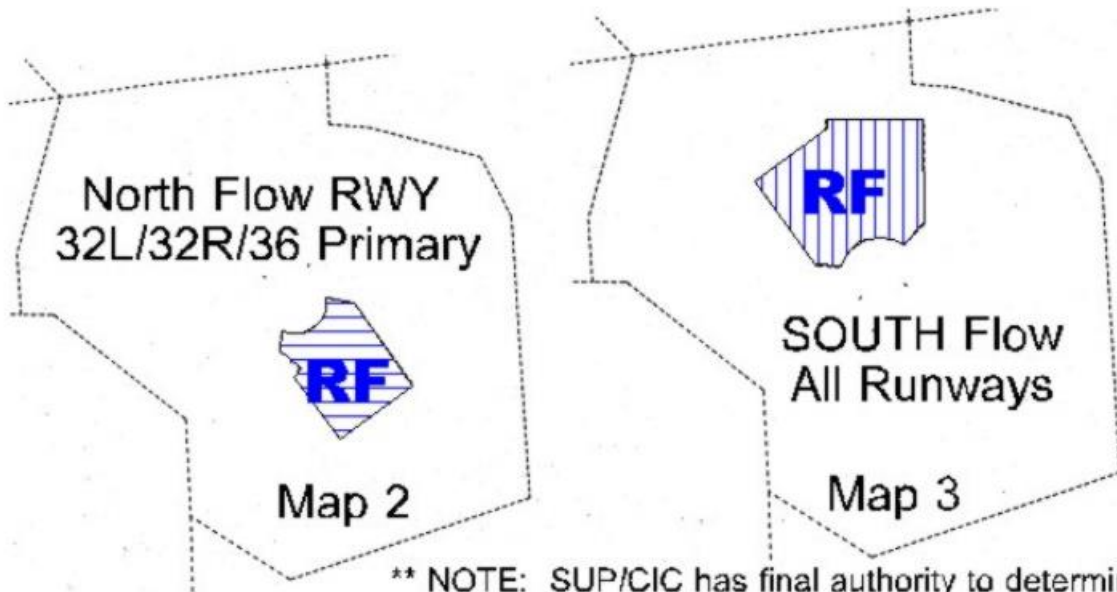 North Flow RWY
32L/32R/36 Primary
RF
Map 2
RF
SOUTH Flow
All Runways
Map 3
** NOTE: SUP/CIC has final authority to determi